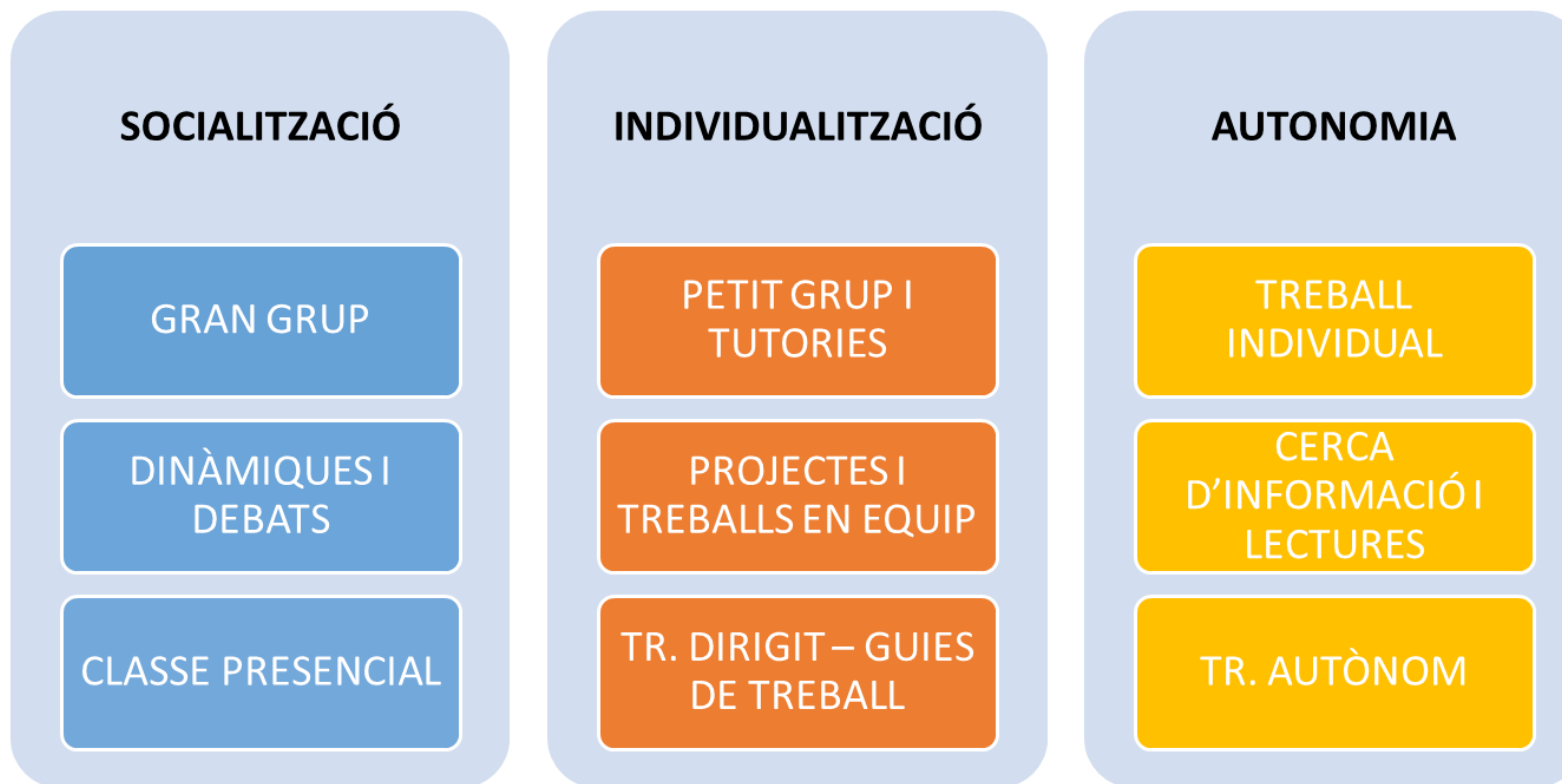 SOCIALITZACIÓ
GRAN GRUP
DINÀMIQUES I
DEBATS
CLASSE PRESENCIAL
INDIVIDUALITZACIÓ
PETIT GRUP I
TUTORIES
PROJECTES I
TREBALLS EN EQUIP
TR. DIRIGIT – GUIES
DE TREBALL
AUTONOMIA
TREBALL
INDIVIDUAL
CERCA
D’INFORMACIÓ I
LECTURES
TR. AUTÒNOM